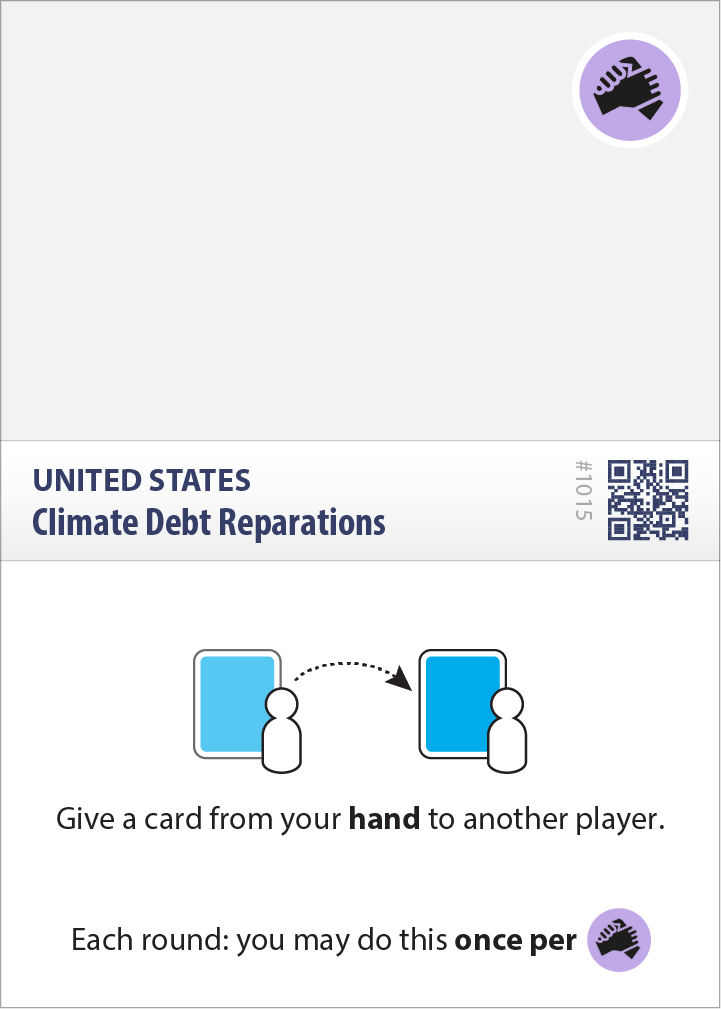 UNITED STATES
Climate Debt Reparations
#1015
Give a card from your hand to another player.
Each round: you may do this once per